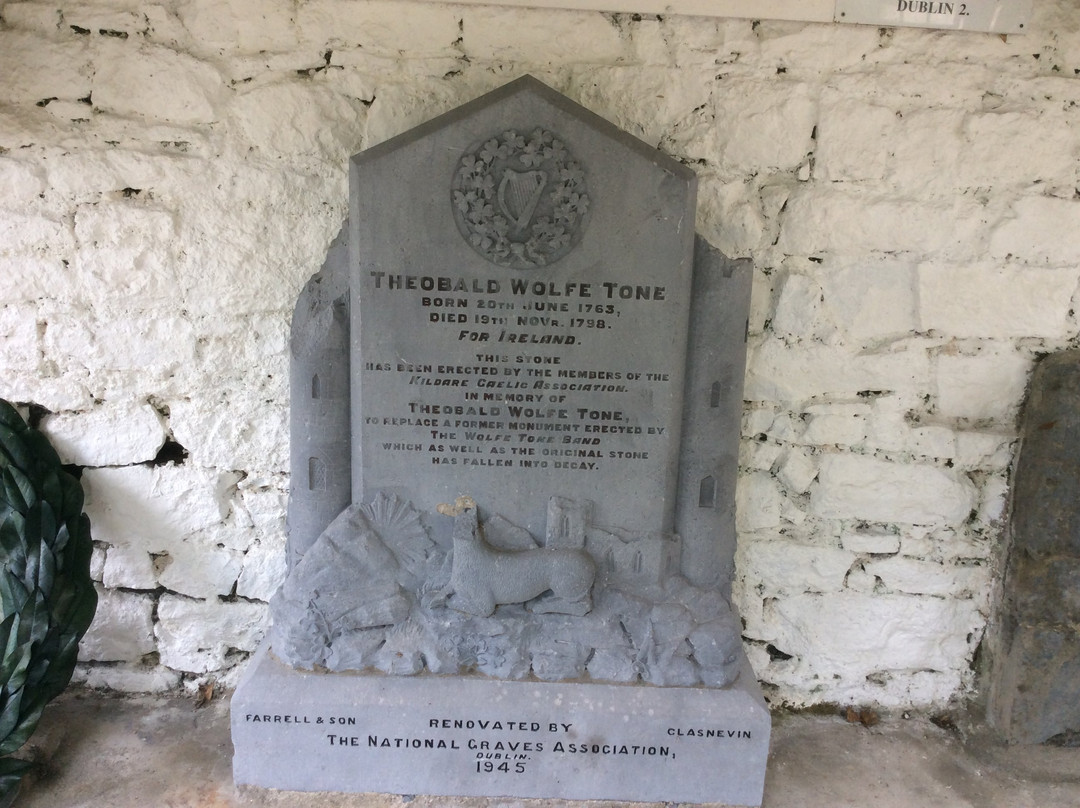 DUBLIN 2.
THEOBALD WOLFE TONE
BORN 20TH JUNE 1763,
DIED 19TH NOVR. 1798.
FOR IRELAND.
THIS STONE
HAS BEEN ERECTED BY THE MEMBERS OF THE
KILDARE GAELIC ASSOCIATION.
IN MEMORY OF
THEOBALD WOLFE TONE,
TO REPLACE A FORMER MONUMENT ERECTED BY
THE WOLFE TONE BAND
WHICH AS WELL AS THE ORIGINAL STONE
HAS FALLEN INTO DECAY.
FARRELL & SON RENOVATED BY GLASNEVIN
THE NATIONAL GRAVES ASSOCIATION,
DUBLIN.
1945